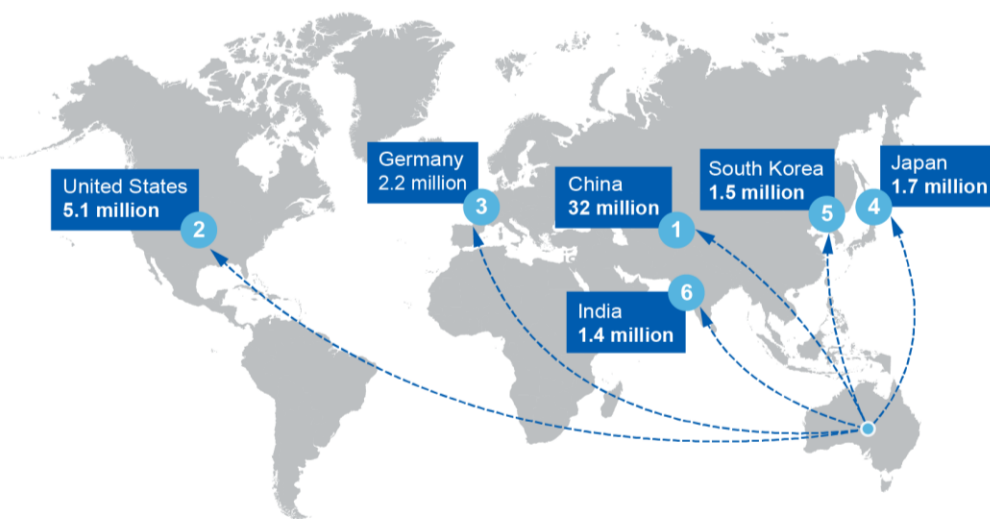 United States
5.1 million
2
Germany
2.2 million
3
China
32 million
1
South Korea
1.5 million
5
Japan
1.7 million
4
India
1.4 million
6